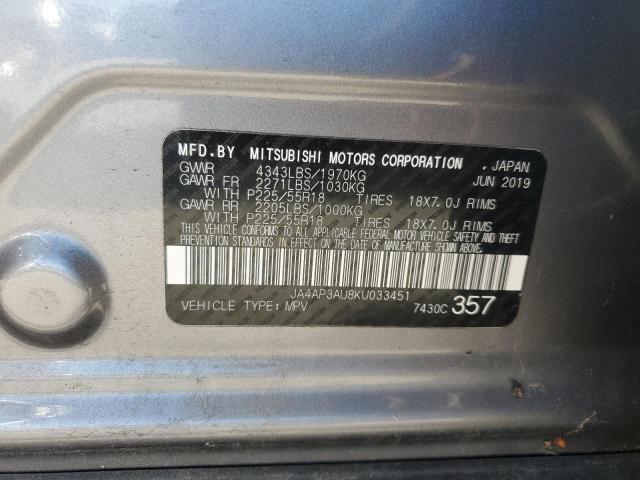 MFD.BY MITSUBISHI MOTORS CORPORATION , JAPAN
GVWR 4343LBS/1970KG JUN 2019
GAWR FR 2271LBS/1030KG
WITH P225/55R18 TIRES 18X7.0J RIMS
GAWR RR 2205LBS/1000KG
WITH P225/55R18 TIRES 18X7.0J RIMS
THIS VEHICLE CONFORMS TO ALL APPLICABLE FEDERAL MOTOR VEHICLE SAFETY AND THEFT
PREVENTION STANDARDS IN EFFECT ON THE DATE OF MANUFACTURE SHOWN ABOVE.
JA4AP3AU8KU033451
VEHICLE TYPE: MPV 7430C 357